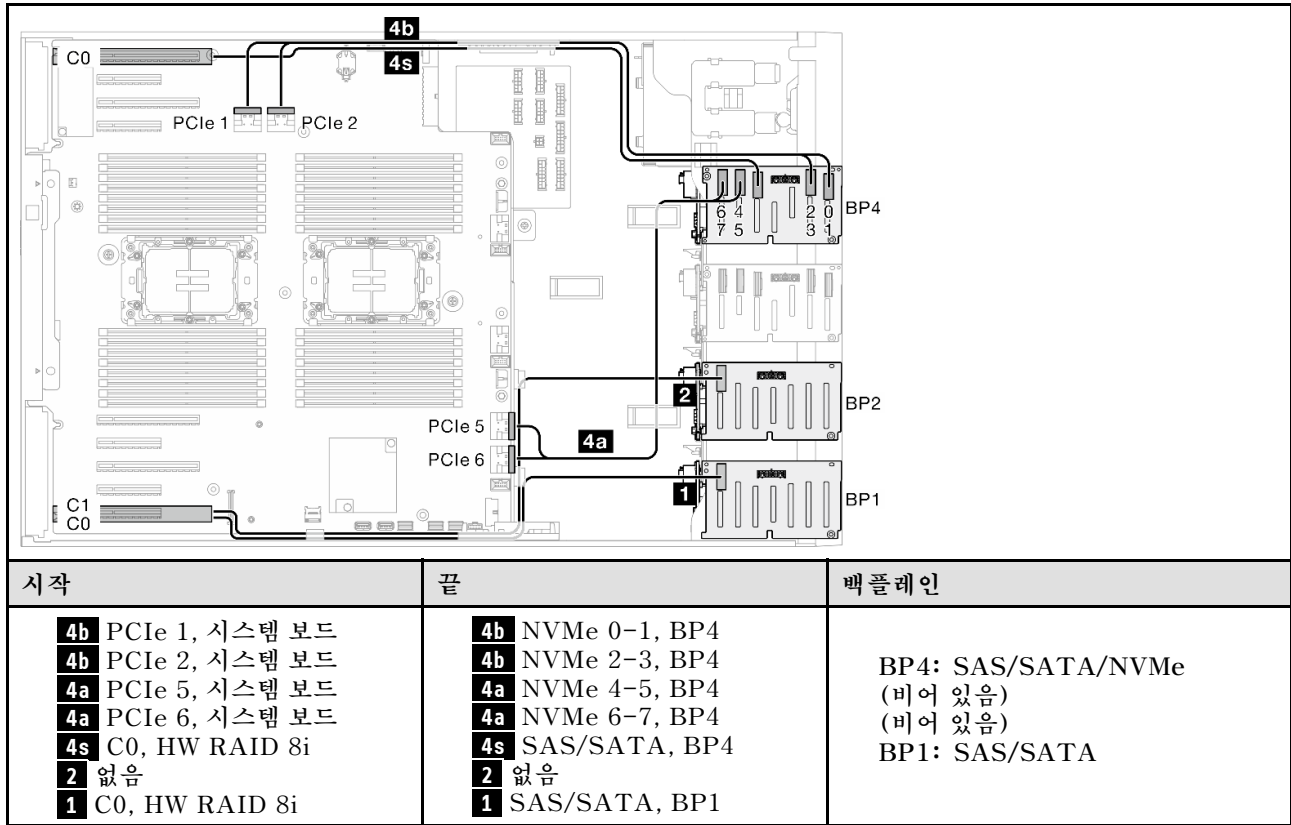 4b
C0
4s
PCIe 1
PCIe 2
6 4 2 0
7 5 3 1
BP4
2
BP2
PCIe 5
4a
PCIe 6
1
BP1
C1
C0
시작
끝
백플레인
4b PCIe 1, 시스템 보드
4b PCIe 2, 시스템 보드
4a PCIe 5, 시스템 보드
4a PCIe 6, 시스템 보드
4s C0, HW RAID 8i
2 없음
1 C0, HW RAID 8i
4b NVMe 0-1, BP4
4b NVMe 2-3, BP4
4a NVMe 4-5, BP4
4a NVMe 6-7, BP4
4s SAS/SATA, BP4
2 없음
1 SAS/SATA, BP1
BP4: SAS/SATA/NVMe
(비어 있음)
(비어 있음)
BP1: SAS/SATA